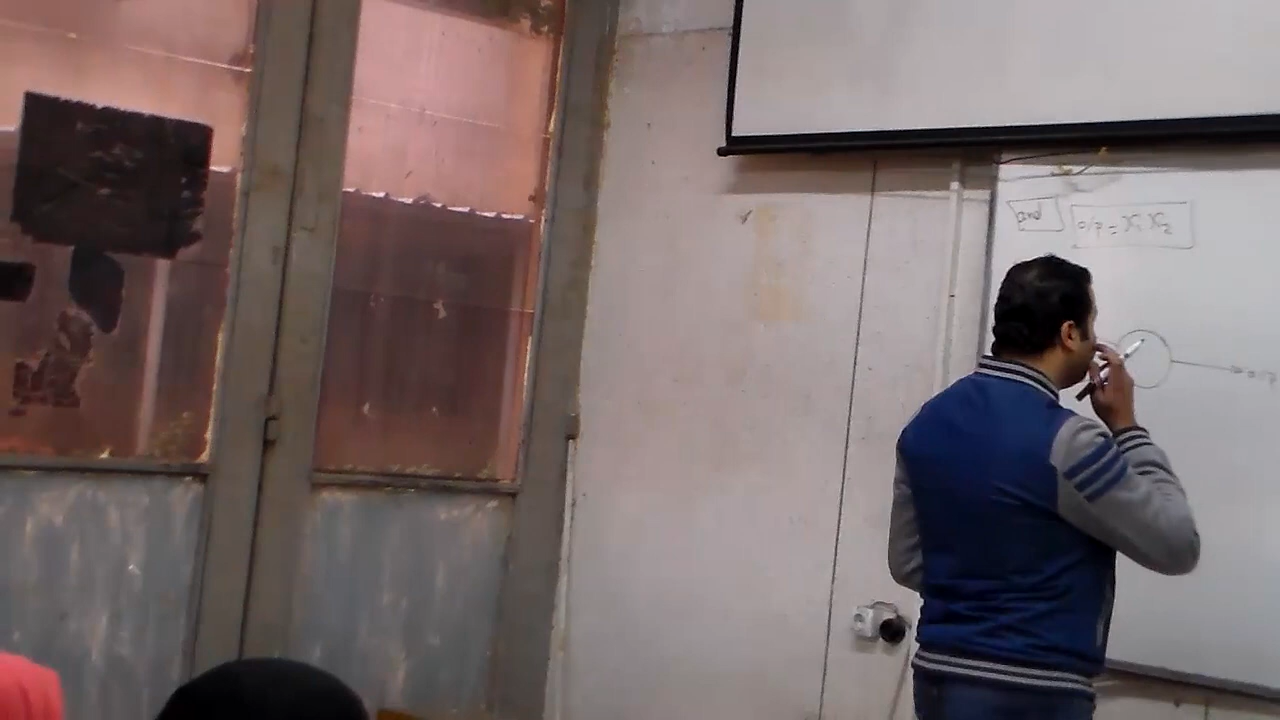 and
o/p = X₁ X₂
o/p